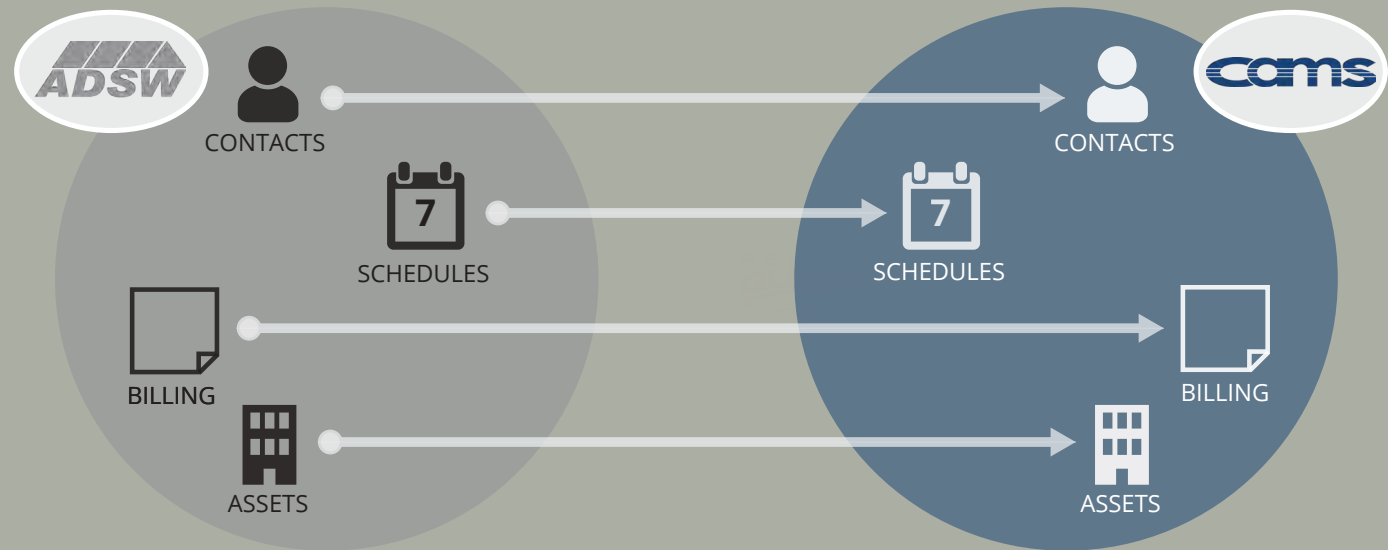 ADSW
cams
CONTACTS
CONTACTS
7
7
SCHEDULES
SCHEDULES
BILLING
BILLING
ASSETS
ASSETS